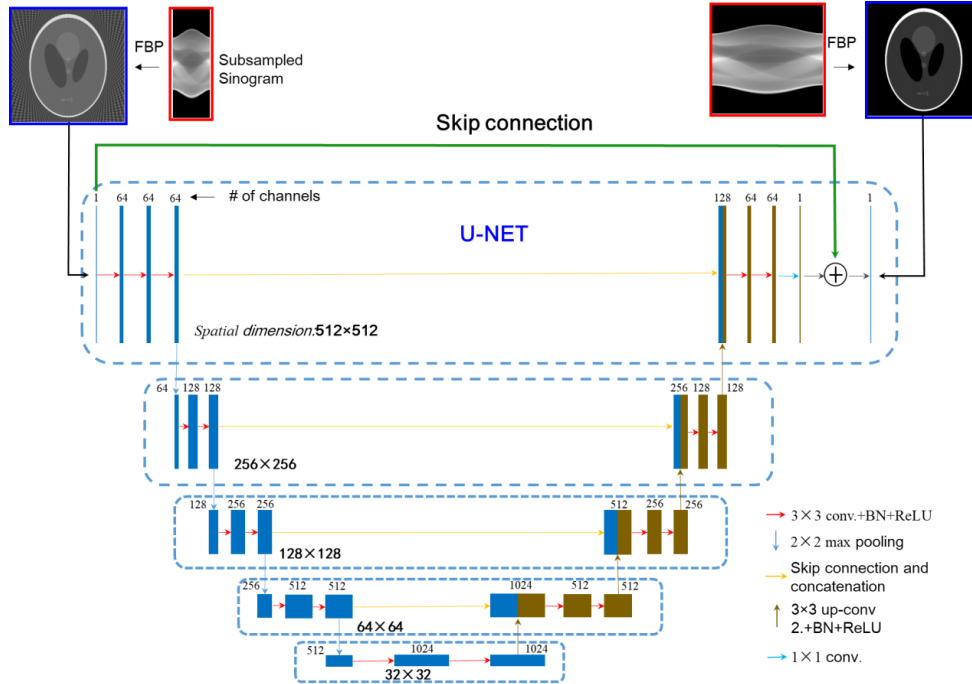 FBP
Subsampled
Sinogram
FBP
Skip connection
1 64 64 64
# of channels
128 64 64 1 1
U-NET
Spatial dimension:512×512
64 128 128
256 128 128
256×256
128 256 256
512 256 256
128×128
256 512 512
1024 512 512
64×64
512 1024 1024
32×32
3×3 conv.+BN+ReLU
2×2 max pooling
Skip connection and
concatenation
3×3 up-conv
2.+BN+ReLU
1×1 conv.